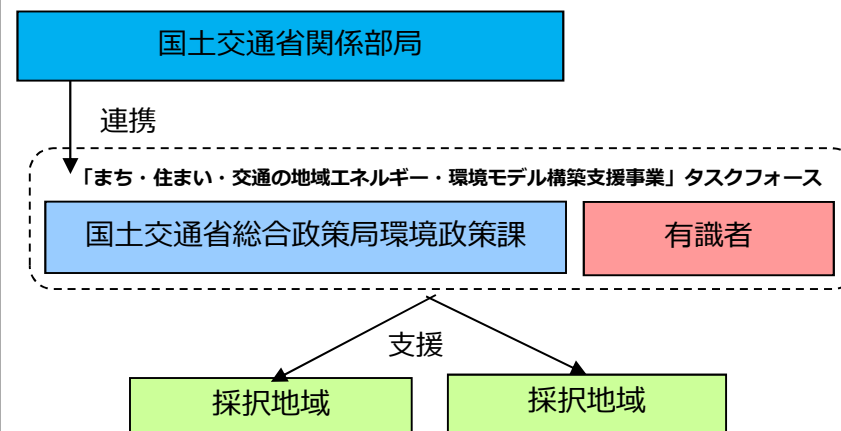 国土交通省関係部局
連携
「まち・住まい・交通の地域エネルギー・環境モデル構築支援事業」タスクフォース
国土交通省総合政策局環境政策課
有識者
支援
採択地域
採択地域